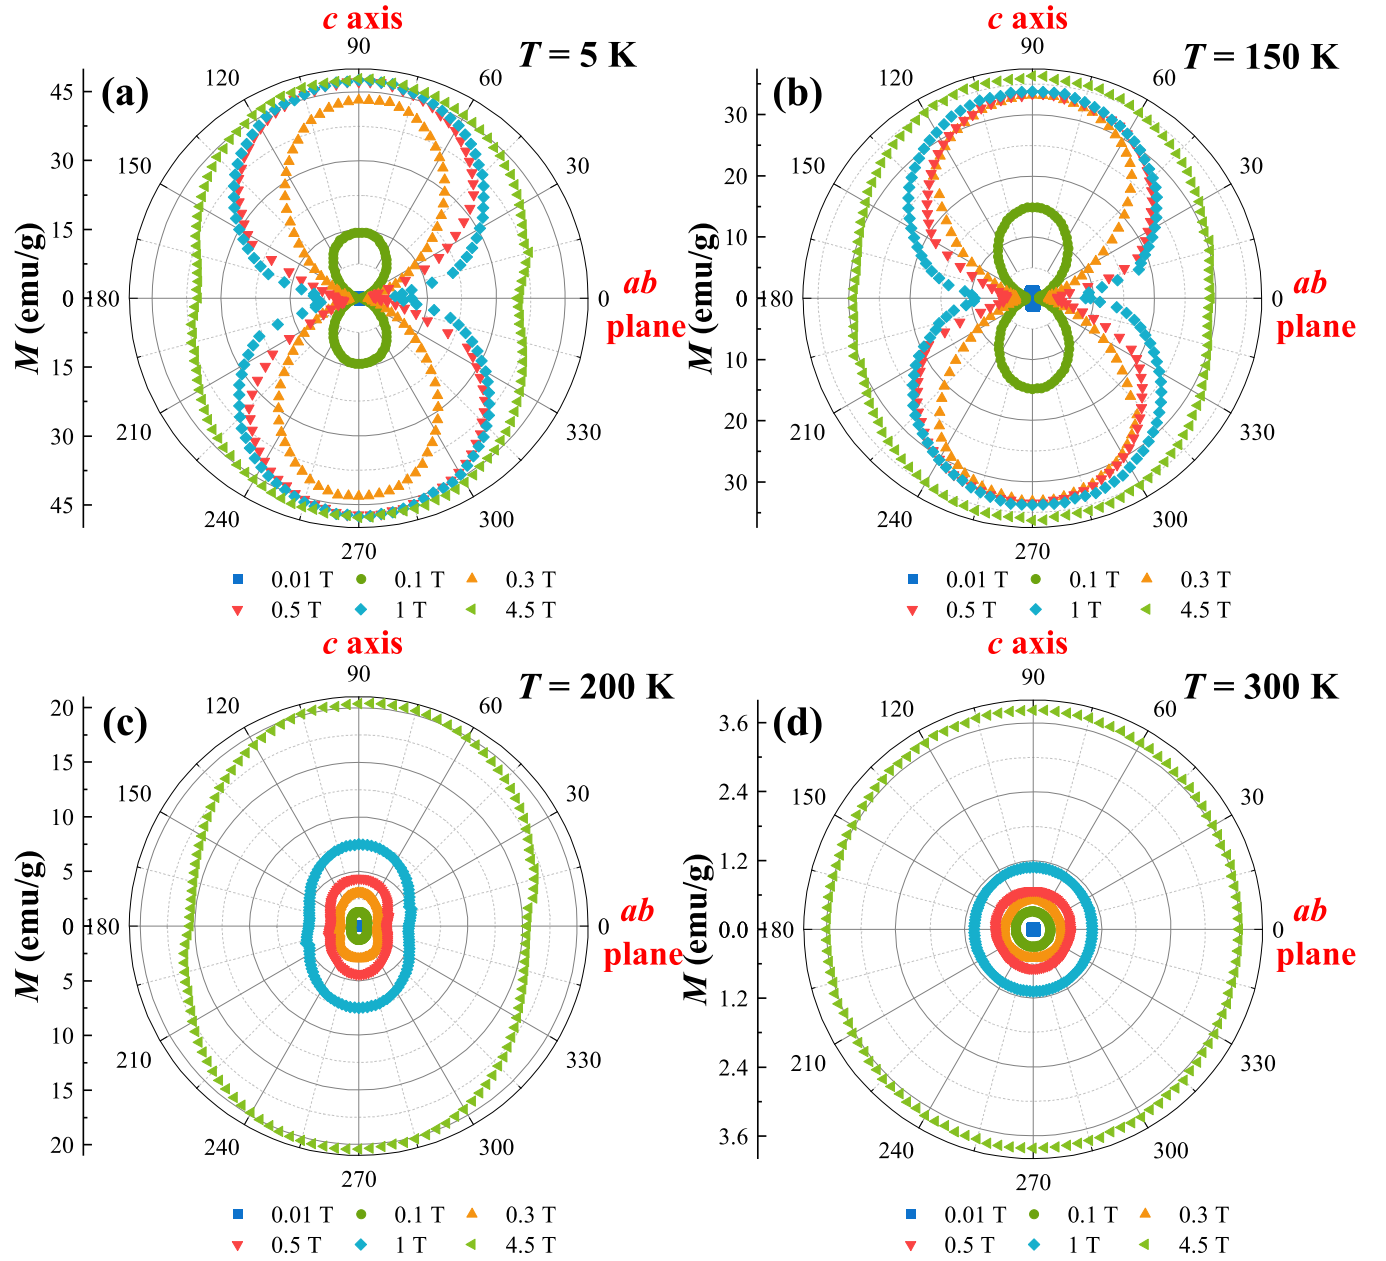 c axis
90
T = 5 K
(a)
120
60
150
30
180
0
ab
plane
210
330
240
300
270
45
30
15
0
15
30
45
M (emu/g)
0.01 T 0.1 T 0.3 T
0.5 T 1 T 4.5 T
c axis
90
T = 150 K
(b)
120
60
150
30
180
0
ab
plane
210
330
240
300
270
30
20
10
0
10
20
30
M (emu/g)
0.01 T 0.1 T 0.3 T
0.5 T 1 T 4.5 T
c axis
90
T = 200 K
(c)
120
60
150
30
180
0
ab
plane
210
330
240
300
270
20
15
10
5
0
5
10
15
20
M (emu/g)
0.01 T 0.1 T 0.3 T
0.5 T 1 T 4.5 T
c axis
90
T = 300 K
(d)
120
60
150
30
180
0
ab
plane
210
330
240
300
270
3.6
2.4
1.2
0.0
1.2
2.4
3.6
M (emu/g)
0.01 T 0.1 T 0.3 T
0.5 T 1 T 4.5 T